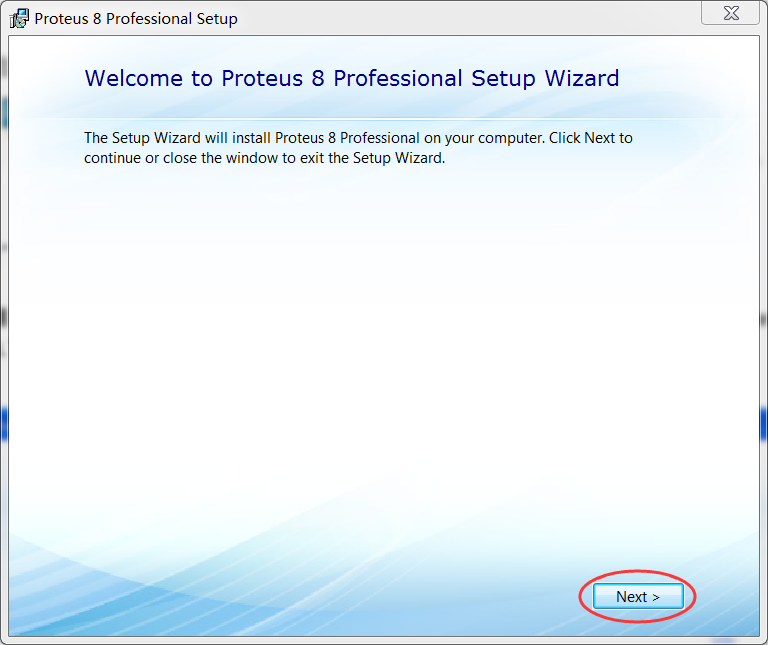 Proteus 8 Professional Setup
Welcome to Proteus 8 Professional Setup Wizard
The Setup Wizard will install Proteus 8 Professional on your computer. Click Next to
continue or close the window to exit the Setup Wizard.
Next >